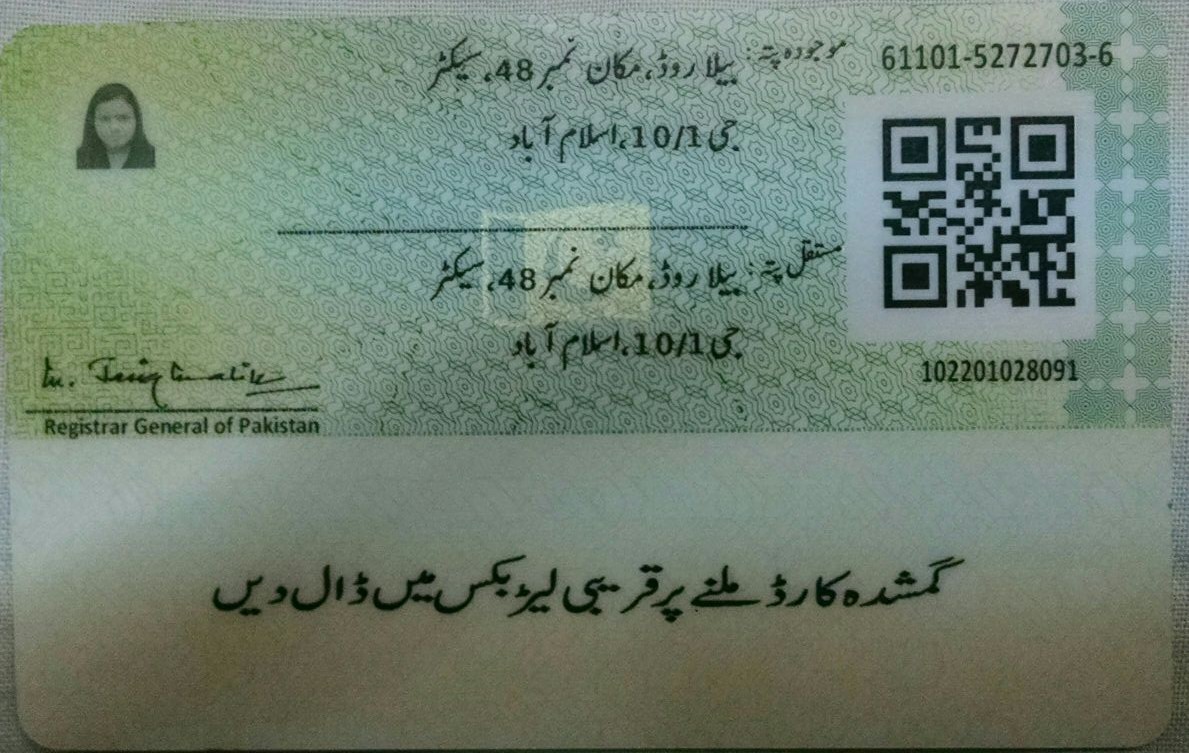 61101-5272703-6
موجودہ پتہ: بیلا روڈ، مکان نمبر 48، سیکٹر
جی 10/1، اسلام آباد
مستقل پتہ: بیلا روڈ، مکان نمبر 48، سیکٹر
جی 10/1، اسلام آباد
102201028091
Registrar General of Pakistan
گمشدہ کارڈ ملنے پر قریبی لیٹر بکس میں ڈال دیں